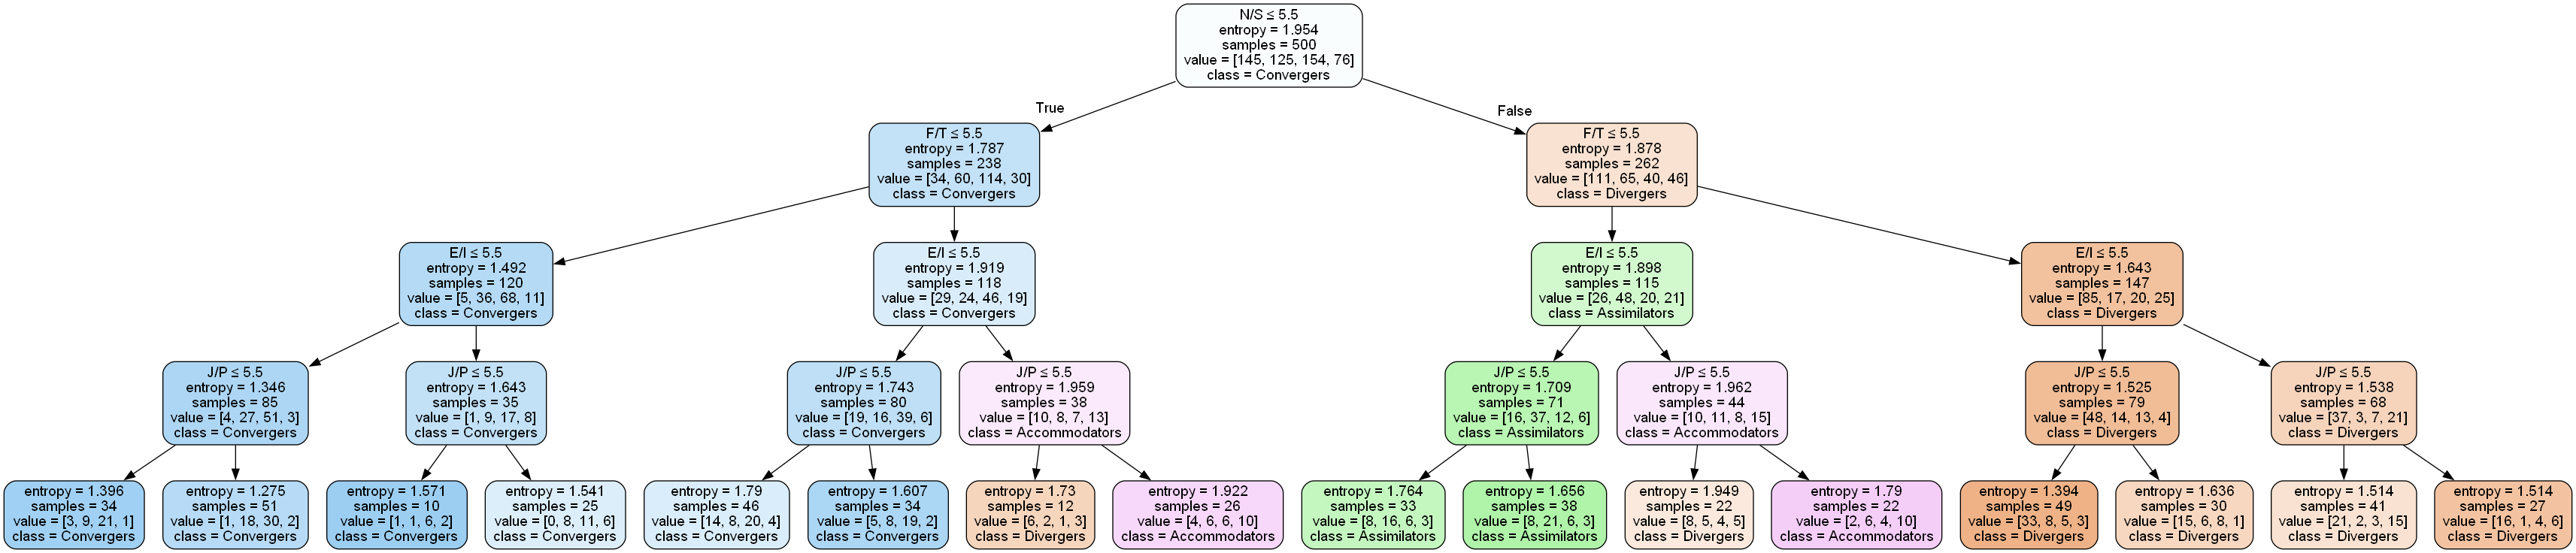 N/S ≤ 5.5
entropy = 1.954
samples = 500
value = [145, 125, 154, 76]
class = Convergers
True
False
F/T ≤ 5.5
entropy = 1.787
samples = 238
value = [34, 60, 114, 30]
class = Convergers
F/T ≤ 5.5
entropy = 1.878
samples = 262
value = [111, 65, 40, 46]
class = Divergers
E/I ≤ 5.5
entropy = 1.492
samples = 120
value = [5, 36, 68, 11]
class = Convergers
E/I ≤ 5.5
entropy = 1.919
samples = 118
value = [29, 24, 46, 19]
class = Convergers
E/I ≤ 5.5
entropy = 1.898
samples = 115
value = [26, 48, 20, 21]
class = Assimilators
E/I ≤ 5.5
entropy = 1.643
samples = 147
value = [85, 17, 20, 25]
class = Divergers
J/P ≤ 5.5
entropy = 1.346
samples = 85
value = [4, 27, 51, 3]
class = Convergers
J/P ≤ 5.5
entropy = 1.643
samples = 35
value = [1, 9, 17, 8]
class = Convergers
J/P ≤ 5.5
entropy = 1.743
samples = 80
value = [19, 16, 39, 6]
class = Convergers
J/P ≤ 5.5
entropy = 1.959
samples = 38
value = [10, 8, 7, 13]
class = Accommodators
J/P ≤ 5.5
entropy = 1.709
samples = 71
value = [16, 37, 12, 6]
class = Assimilators
J/P ≤ 5.5
entropy = 1.962
samples = 44
value = [10, 11, 8, 15]
class = Accommodators
J/P ≤ 5.5
entropy = 1.525
samples = 79
value = [48, 14, 13, 4]
class = Divergers
J/P ≤ 5.5
entropy = 1.538
samples = 68
value = [37, 3, 7, 21]
class = Divergers
entropy = 1.396
samples = 34
value = [3, 9, 21, 1]
class = Convergers
entropy = 1.275
samples = 51
value = [1, 18, 30, 2]
class = Convergers
entropy = 1.571
samples = 10
value = [1, 1, 6, 2]
class = Convergers
entropy = 1.541
samples = 25
value = [0, 8, 11, 6]
class = Convergers
entropy = 1.79
samples = 46
value = [14, 8, 20, 4]
class = Convergers
entropy = 1.607
samples = 34
value = [5, 8, 19, 2]
class = Convergers
entropy = 1.73
samples = 12
value = [6, 2, 1, 3]
class = Divergers
entropy = 1.922
samples = 26
value = [4, 6, 6, 10]
class = Accommodators
entropy = 1.764
samples = 33
value = [8, 16, 6, 3]
class = Assimilators
entropy = 1.656
samples = 38
value = [8, 21, 6, 3]
class = Assimilators
entropy = 1.949
samples = 22
value = [8, 5, 4, 5]
class = Divergers
entropy = 1.79
samples = 22
value = [2, 6, 4, 10]
class = Accommodators
entropy = 1.394
samples = 49
value = [33, 8, 5, 3]
class = Divergers
entropy = 1.636
samples = 30
value = [15, 6, 8, 1]
class = Divergers
entropy = 1.514
samples = 41
value = [21, 2, 3, 15]
class = Divergers
entropy = 1.514
samples = 27
value = [16, 1, 4, 6]
class = Divergers